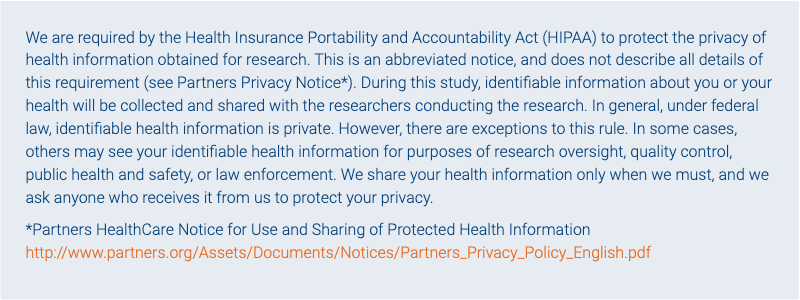 We are required by the Health Insurance Portability and Accountability Act (HIPAA) to protect the privacy of
health information obtained for research. This is an abbreviated notice, and does not describe all details of
this requirement (see Partners Privacy Notice*). During this study, identifiable information about you or your
health will be collected and shared with the researchers conducting the research. In general, under federal
law, identifiable health information is private. However, there are exceptions to this rule. In some cases,
others may see your identifiable health information for purposes of research oversight, quality control,
public health and safety, or law enforcement. We share your health information only when we must, and we
ask anyone who receives it from us to protect your privacy.
*Partners HealthCare Notice for Use and Sharing of Protected Health Information
http://www.partners.org/Assets/Documents/Notices/Partners_Privacy_Policy_English.pdf